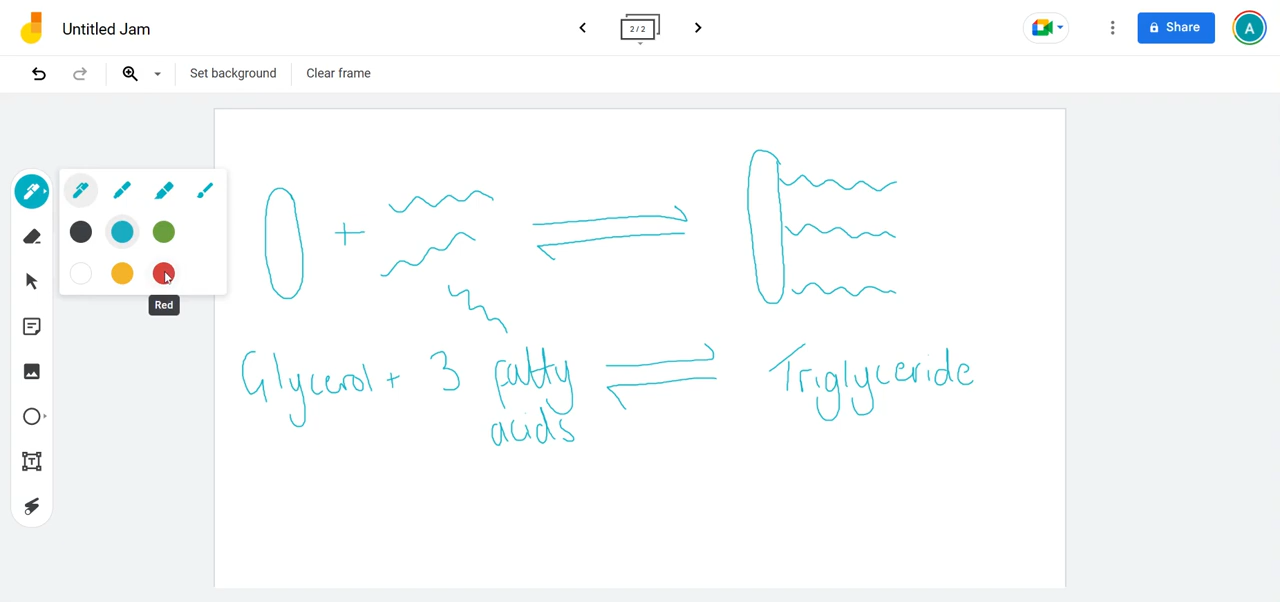 Untitled Jam
2 / 2
Share
A
Set background
Clear frame
Red
+
Glycerol + 3 fatty acids ⇌ Triglyceride